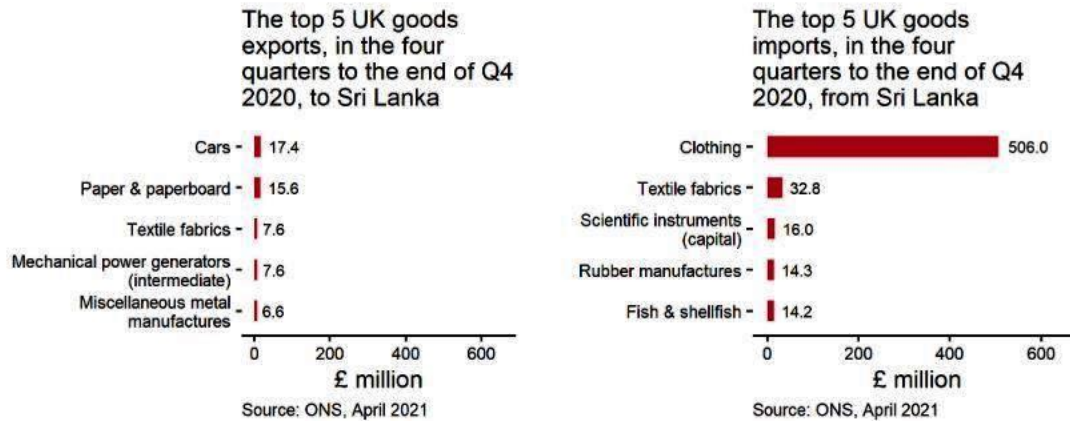 The top 5 UK goods
exports, in the four
quarters to the end of Q4
2020, to Sri Lanka
Cars
17.4
Paper & paperboard
15.6
Textile fabrics
7.6
Mechanical power generators
(intermediate)
7.6
Miscellaneous metal
manufactures
6.6
0 200 400 600
£ million
Source: ONS, April 2021
The top 5 UK goods
imports, in the four
quarters to the end of Q4
2020, from Sri Lanka
Clothing
506.0
Textile fabrics
32.8
Scientific instruments
(capital)
16.0
Rubber manufactures
14.3
Fish & shellfish
14.2
0 200 400 600
£ million
Source: ONS, April 2021